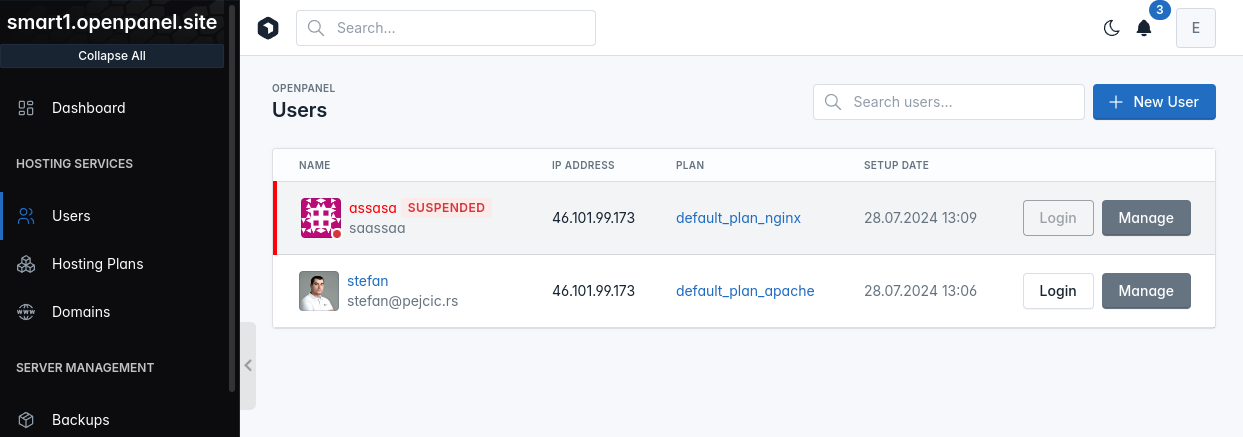 smart1.openpanel.site
Collapse All
Dashboard
HOSTING SERVICES
Users
Hosting Plans
Domains
SERVER MANAGEMENT
Backups
Search...
3
E
OPENPANEL
Users
Search users...
New User
NAME IP ADDRESS PLAN SETUP DATE
assasa SUSPENDED
saassaa
46.101.99.173 default_plan_nginx 28.07.2024 13:09 Login Manage
stefan
stefan@pejcic.rs
46.101.99.173 default_plan_apache 28.07.2024 13:06 Login Manage